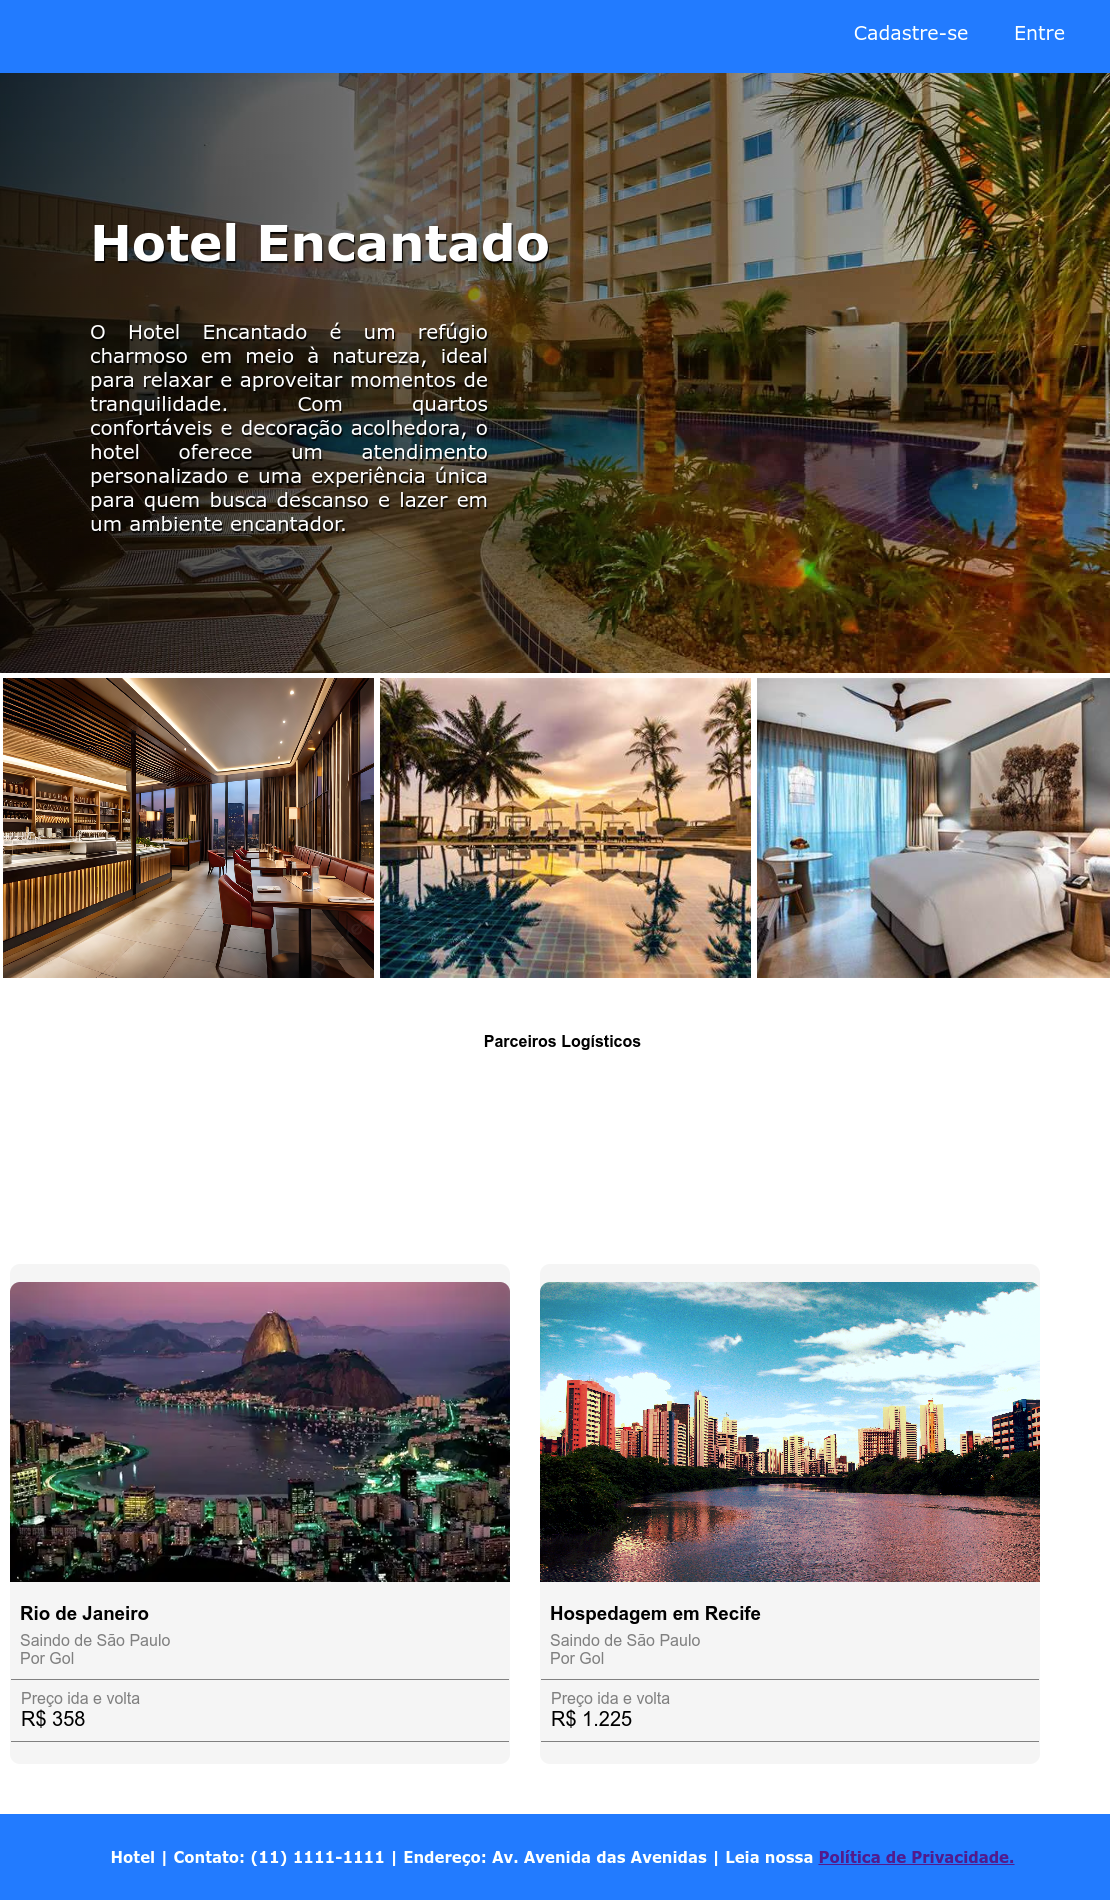 Cadastre-se Entre
Hotel Encantado
O Hotel Encantado é um refúgio
charmoso em meio à natureza, ideal
para relaxar e aproveitar momentos de
tranquilidade. Com quartos
confortáveis e decoração acolhedora, o
hotel oferece um atendimento
personalizado e uma experiência única
para quem busca descanso e lazer em
um ambiente encantador.
Parceiros Logísticos
Rio de Janeiro
Saindo de São Paulo
Por Gol
Preço ida e volta
R$ 358
Hospedagem em Recife
Saindo de São Paulo
Por Gol
Preço ida e volta
R$ 1.225
Hotel | Contato: (11) 1111-1111 | Endereço: Av. Avenida das Avenidas | Leia nossa Política de Privacidade.